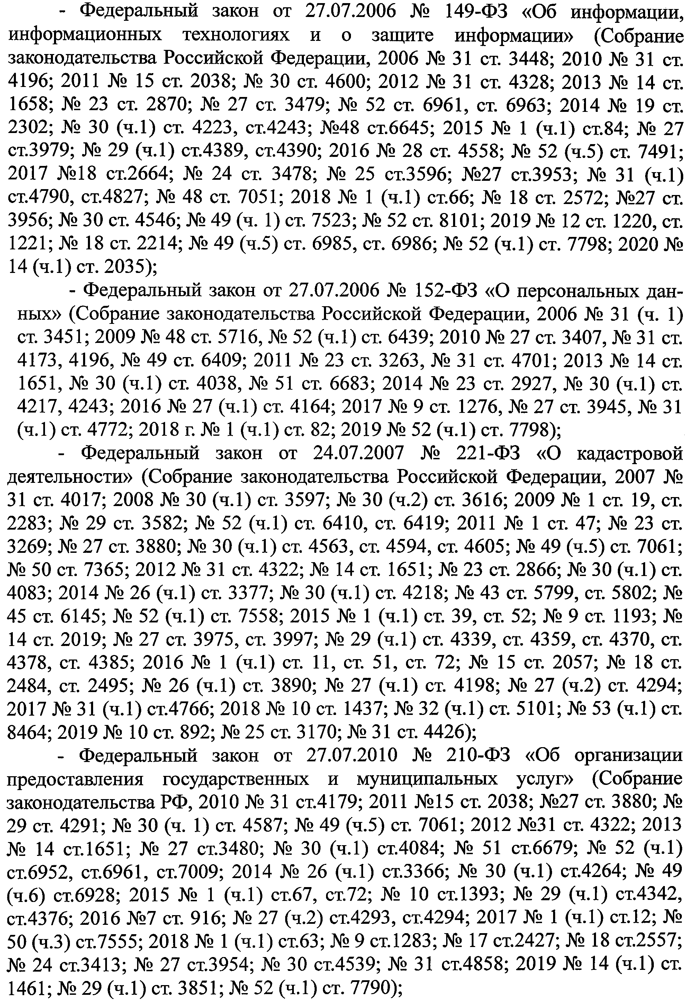 - Федеральный закон от 27.07.2006 № 149-ФЗ «Об информации,
информационных технологиях и о защите информации» (Собрание
законодательства Российской Федерации, 2006 № 31 ст. 3448; 2010 № 31 ст.
4196; 2011 № 15 ст. 2038; № 30 ст. 4600; 2012 № 31 ст. 4328; 2013 № 14 ст.
1658; № 23 ст. 2870; № 27 ст. 3479; № 52 ст. 6961, ст. 6963; 2014 № 19 ст.
2302; № 30 (ч.1) ст. 4223, ст.4243; №48 ст.6645; 2015 № 1 (ч.1) ст.84; № 27
ст.3979; № 29 (ч.1) ст.4389, ст.4390; 2016 № 28 ст. 4558; № 52 (ч.5) ст. 7491;
2017 №18 ст.2664; № 24 ст. 3478; № 25 ст.3596; №27 ст.3953; № 31 (ч.1)
ст.4790, ст.4827; № 48 ст. 7051; 2018 № 1 (ч.1) ст.66; № 18 ст. 2572; №27 ст.
3956; № 30 ст. 4546; № 49 (ч. 1) ст. 7523; № 52 ст. 8101; 2019 № 12 ст. 1220, ст.
1221; № 18 ст. 2214; № 49 (ч.5) ст. 6985, ст. 6986; № 52 (ч.1) ст. 7798; 2020 №
14 (ч.1) ст. 2035);
- Федеральный закон от 27.07.2006 № 152-ФЗ «О персональных дан-
ных» (Собрание законодательства Российской Федерации, 2006 № 31 (ч. 1)
ст. 3451; 2009 № 48 ст. 5716, № 52 (ч.1) ст. 6439; 2010 № 27 ст. 3407, № 31 ст.
4173, 4196, № 49 ст. 6409; 2011 № 23 ст. 3263, № 31 ст. 4701; 2013 № 14 ст.
1651, № 30 (ч.1) ст. 4038, № 51 ст. 6683; 2014 № 23 ст. 2927, № 30 (ч.1) ст.
4217, 4243; 2016 № 27 (ч.1) ст. 4164; 2017 № 9 ст. 1276, № 27 ст. 3945, № 31
(ч.1) ст. 4772; 2018 г. № 1 (ч.1) ст. 82; 2019 № 52 (ч.1) ст. 7798);
- Федеральный закон от 24.07.2007 № 221-ФЗ «О кадастровой
деятельности» (Собрание законодательства Российской Федерации, 2007 №
31 ст. 4017; 2008 № 30 (ч.1) ст. 3597; № 30 (ч.2) ст. 3616; 2009 № 1 ст. 19, ст.
2283; № 29 ст. 3582; № 52 (ч.1) ст. 6410, ст. 6419; 2011 № 1 ст. 47; № 23 ст.
3269; № 27 ст. 3880; № 30 (ч.1) ст. 4563, ст. 4594, ст. 4605; № 49 (ч.5) ст. 7061;
№ 50 ст. 7365; 2012 № 31 ст. 4322; № 14 ст. 1651; № 23 ст. 2866; № 30 (ч.1) ст.
4083; 2014 № 26 (ч.1) ст. 3377; № 30 (ч.1) ст. 4218; № 43 ст. 5799, ст. 5802; №
45 ст. 6145; № 52 (ч.1) ст. 7558; 2015 № 1 (ч.1) ст. 39, ст. 52; № 9 ст. 1193; №
14 ст. 2019; № 27 ст. 3975, ст. 3997; № 29 (ч.1) ст. 4339, ст. 4359, ст. 4370, ст.
4378, ст. 4385; 2016 № 1 (ч.1) ст. 11, ст. 51, ст. 72; № 15 ст. 2057; № 18 ст.
2484, ст. 2495; № 26 (ч.1) ст. 3890; № 27 (ч.1) ст. 4198; № 27 (ч.2) ст. 4294;
2017 № 31 (ч.1) ст.4766; 2018 № 10 ст. 1437; № 32 (ч.1) ст. 5101; № 53 (ч.1) ст.
8464; 2019 № 10 ст. 892; № 25 ст. 3170; № 31 ст. 4426);
- Федеральный закон от 27.07.2010 № 210-ФЗ «Об организации
предоставления государственных и муниципальных услуг» (Собрание
законодательства РФ, 2010 № 31 ст.4179; 2011 №15 ст. 2038; №27 ст. 3880; №
29 ст. 4291; № 30 (ч. 1) ст. 4587; № 49 (ч.5) ст. 7061; 2012 №31 ст. 4322; 2013
№ 14 ст.1651; № 27 ст.3480; № 30 (ч.1) ст.4084; № 51 ст.6679; № 52 (ч.1)
ст.6952, ст.6961, ст.7009; 2014 № 26 (ч.1) ст.3366; № 30 (ч.1) ст.4264; № 49
(ч.6) ст.6928; 2015 № 1 (ч.1) ст.67, ст.72; № 10 ст.1393; № 29 (ч.1) ст.4342,
ст.4376; 2016 №7 ст. 916; № 27 (ч.2) ст.4293, ст.4294; 2017 № 1 (ч.1) ст.12; №
50 (ч.3) ст.7555; 2018 № 1 (ч.1) ст.63; № 9 ст.1283; № 17 ст.2427; № 18 ст.2557;
№ 24 ст.3413; № 27 ст.3954; № 30 ст.4539; № 31 ст.4858; 2019 № 14 (ч.1) ст.
1461; № 29 (ч.1) ст. 3851; № 52 (ч.1) ст. 7790);